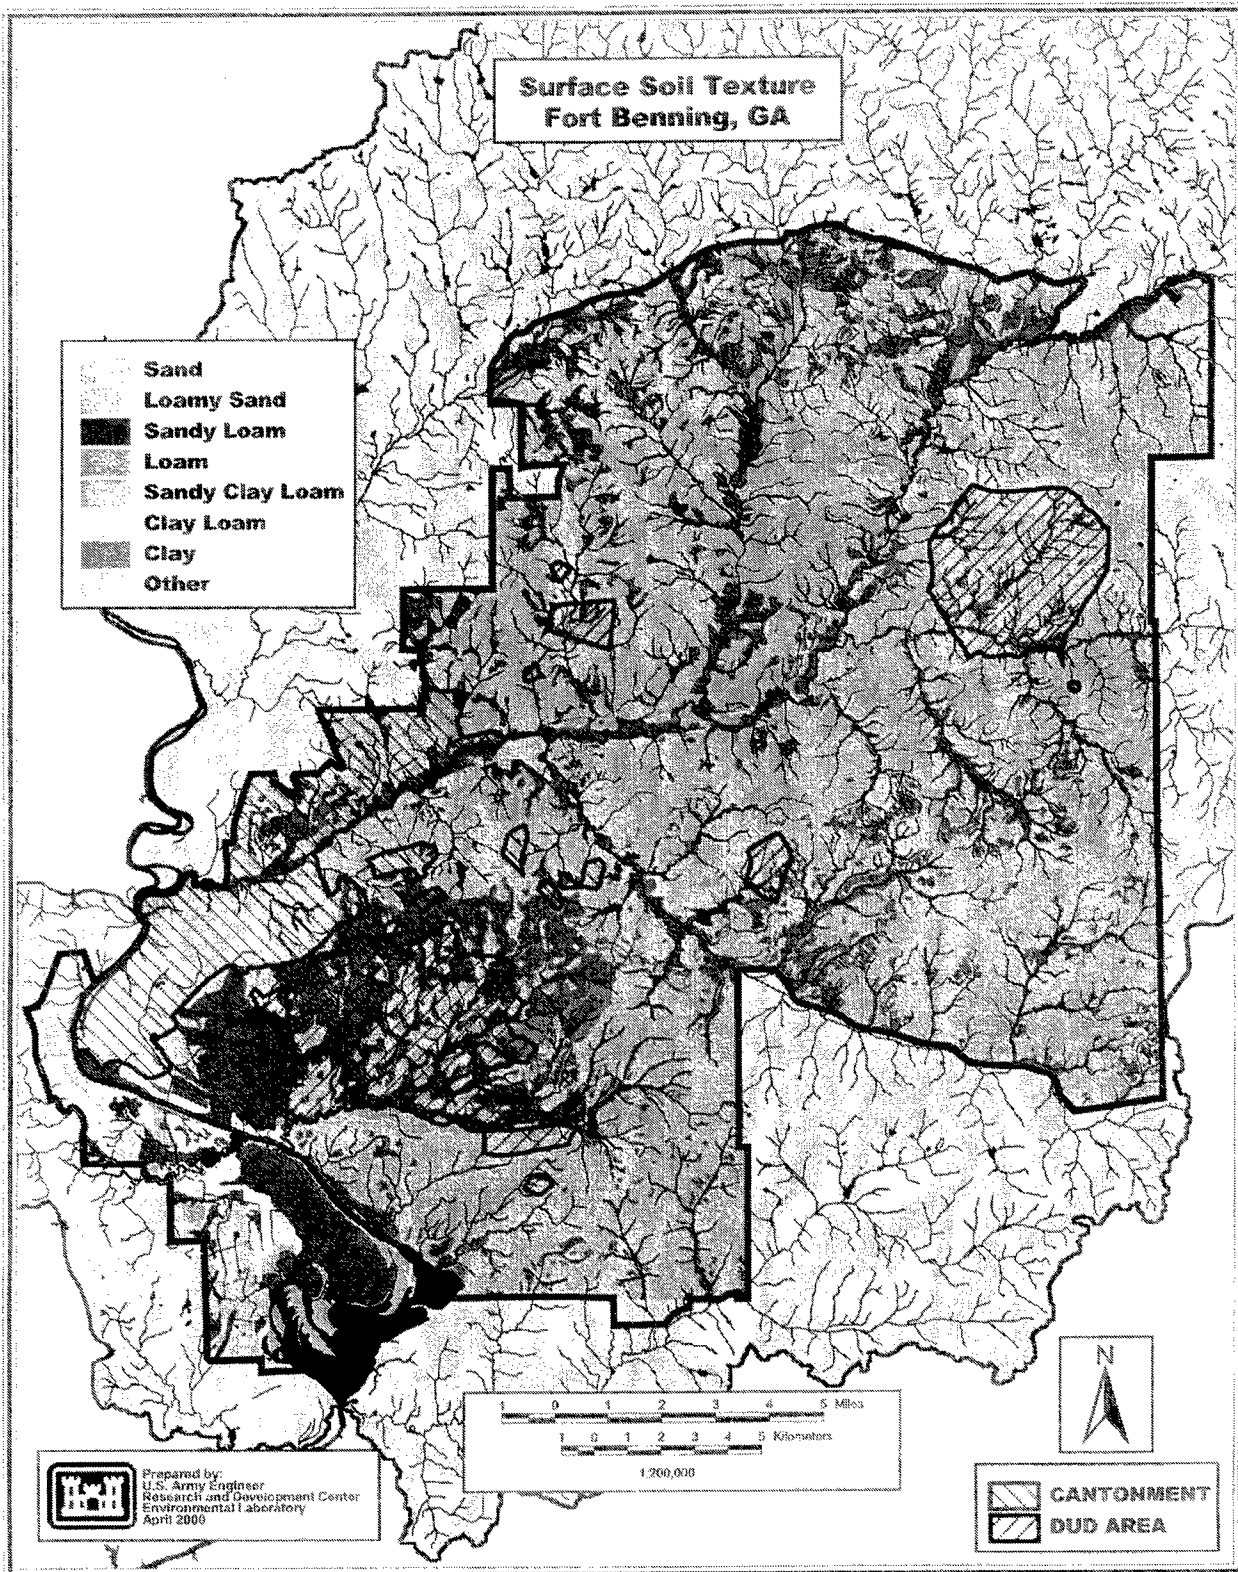 Surface Soil Texture
Fort Benning, GA
Sand
Loamy Sand
Sandy Loam
Loam
Sandy Clay Loam
Clay Loam
Clay
Other
N
1 0 1 2 3 4 5 Miles
1 0 1 2 3 4 5 Kilometers
1:200,000
Prepared by:
U.S. Army Engineer
Research and Development Center
Environmental Laboratory
April 2000
CANTONMENT
DUD AREA